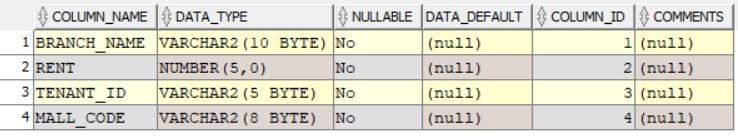 COLUMN_NAME DATA_TYPE NULLABLE DATA_DEFAULT COLUMN_ID COMMENTS
1 BRANCH_NAME VARCHAR2(10 BYTE) No (null) 1 (null)
2 RENT NUMBER(5,0) No (null) 2 (null)
3 TENANT_ID VARCHAR2(5 BYTE) No (null) 3 (null)
4 MALL_CODE VARCHAR2(8 BYTE) No (null) 4 (null)